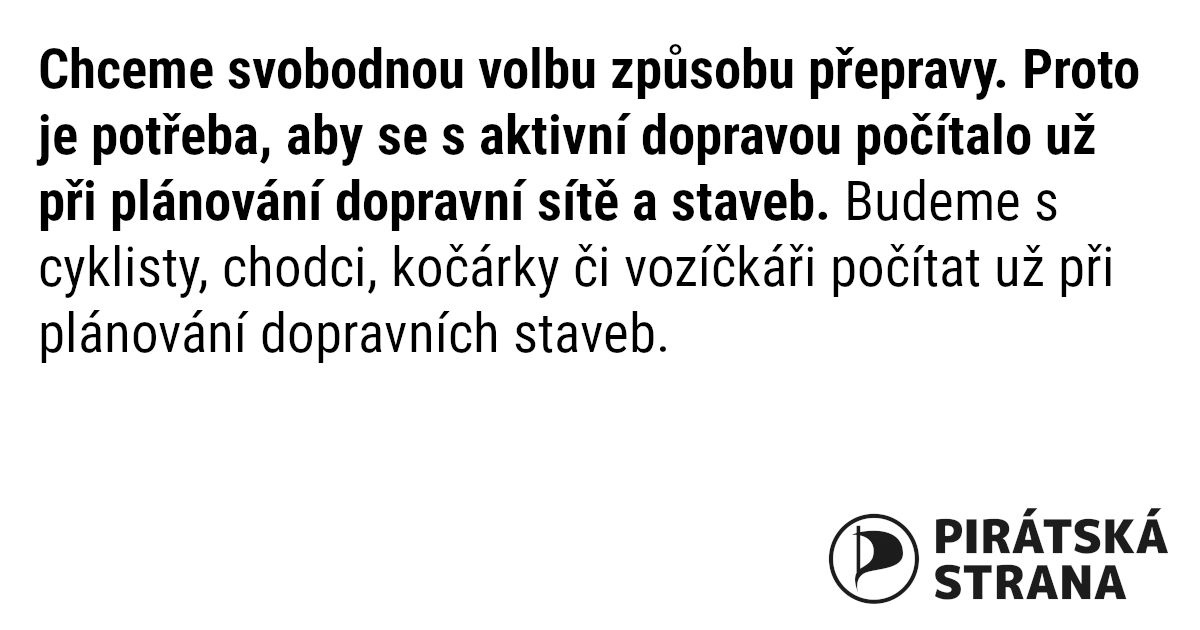 Chceme svobodnou volbu způsobu přepravy. Proto
je potřeba, aby se s aktivní dopravou počítalo už
při plánování dopravní sítě a staveb. Budeme s
cyklisty, chodci, kočárky či vozíčkáři počítat už při
plánování dopravních staveb.
PIRÁTSKÁ
STRANA